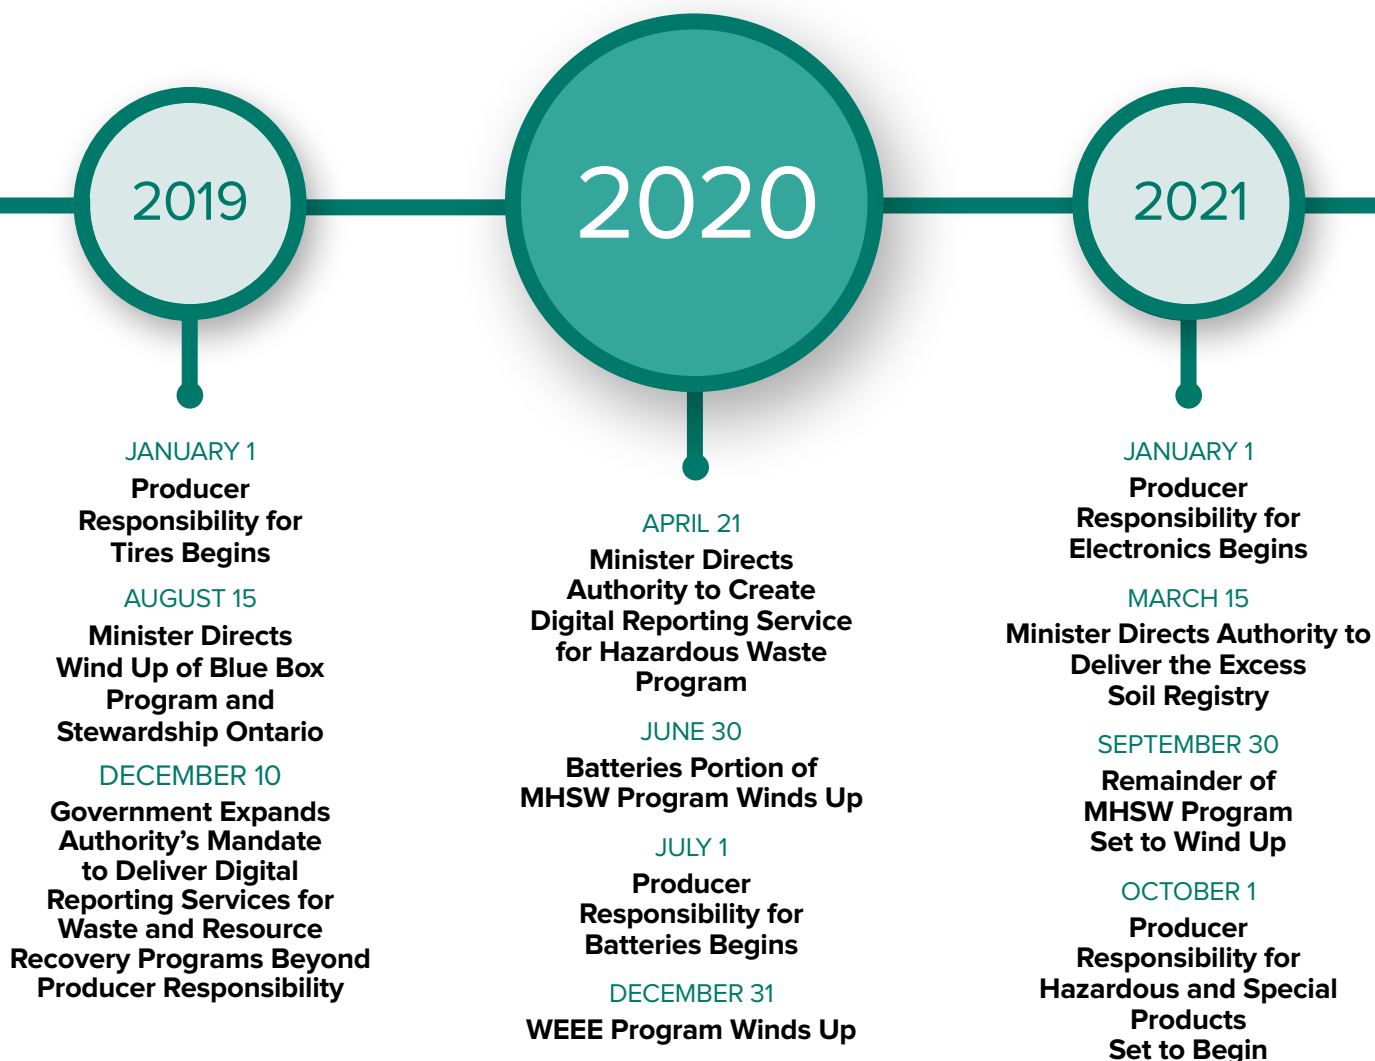 2019
JANUARY 1
Producer
Responsibility for
Tires Begins
AUGUST 15
Minister Directs
Wind Up of Blue Box
Program and
Stewardship Ontario
DECEMBER 10
Government Expands
Authority’s Mandate
to Deliver Digital
Reporting Services for
Waste and Resource
Recovery Programs Beyond
Producer Responsibility
2020
APRIL 21
Minister Directs
Authority to Create
Digital Reporting Service
for Hazardous Waste
Program
JUNE 30
Batteries Portion of
MHSW Program Winds Up
JULY 1
Producer
Responsibility for
Batteries Begins
DECEMBER 31
WEEE Program Winds Up
2021
JANUARY 1
Producer
Responsibility for
Electronics Begins
MARCH 15
Minister Directs Authority to
Deliver the Excess
Soil Registry
SEPTEMBER 30
Remainder of
MHSW Program
Set to Wind Up
OCTOBER 1
Producer
Responsibility for
Hazardous and Special
Products
Set to Begin